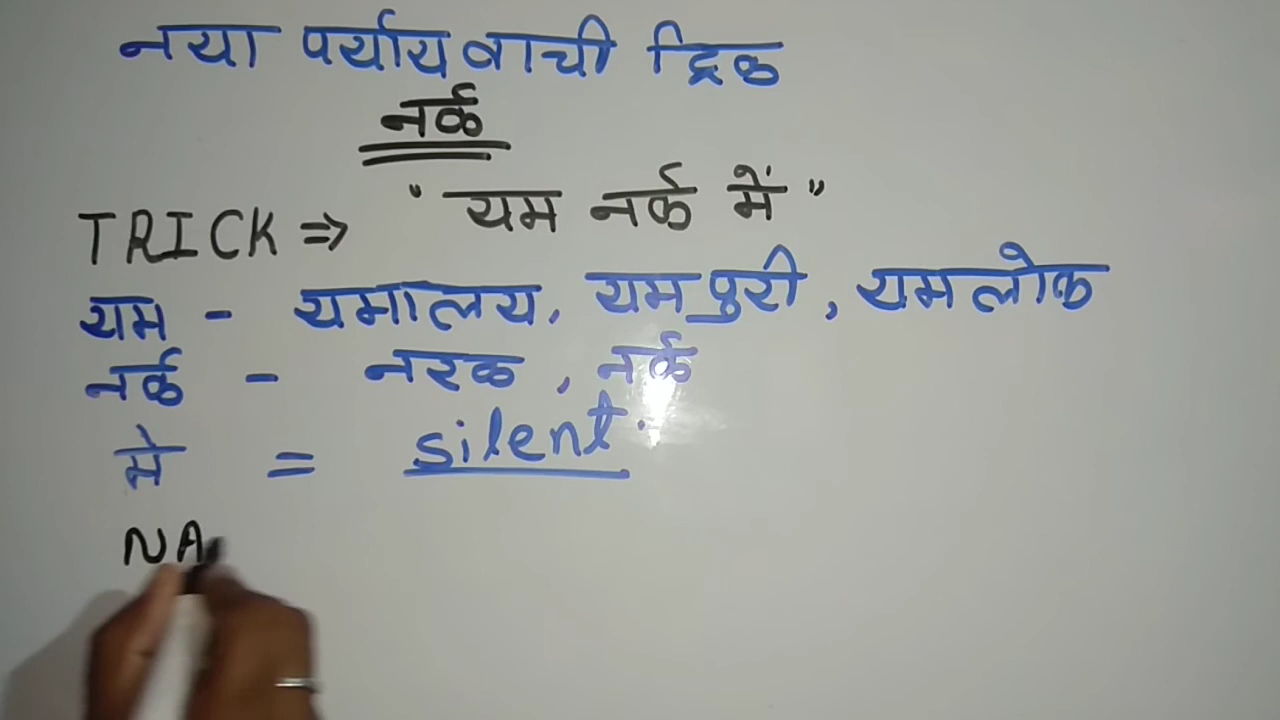 नया पर्यायवाची ट्रिक
नर्क
TRICK ⇒ "यम नर्क में"
यम - यमालय, यमपुरी, यमलोक
नर्क - नरक, नर्क
मे = silent.
NA